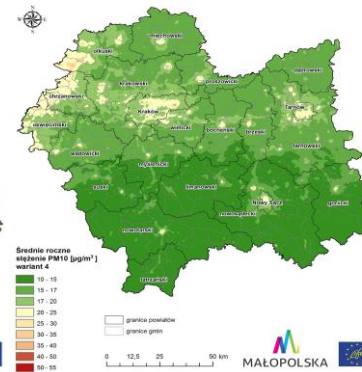 miechowski
olkuski
dąbrowski
proszowicki
krakowski
chrzanowski
Tarnów
Kraków
oświęcimski
wielicki
bocheński
brzeski
tarnowski
wadowicki
myślenicki
suski
limanowski
gorlicki
Nowy Sącz
nowosądecki
nowotarski
tatrzański
Średnie roczne
stężenie PM10 [µg/m³]
wariant 4
10 - 15
15 - 17
17 - 20
20 - 25
25 - 30
30 - 35
35 - 40
40 - 50
50 - 55
granice powiatów
granice gmin
0 12,5 25 50 km
MAŁOPOLSKA